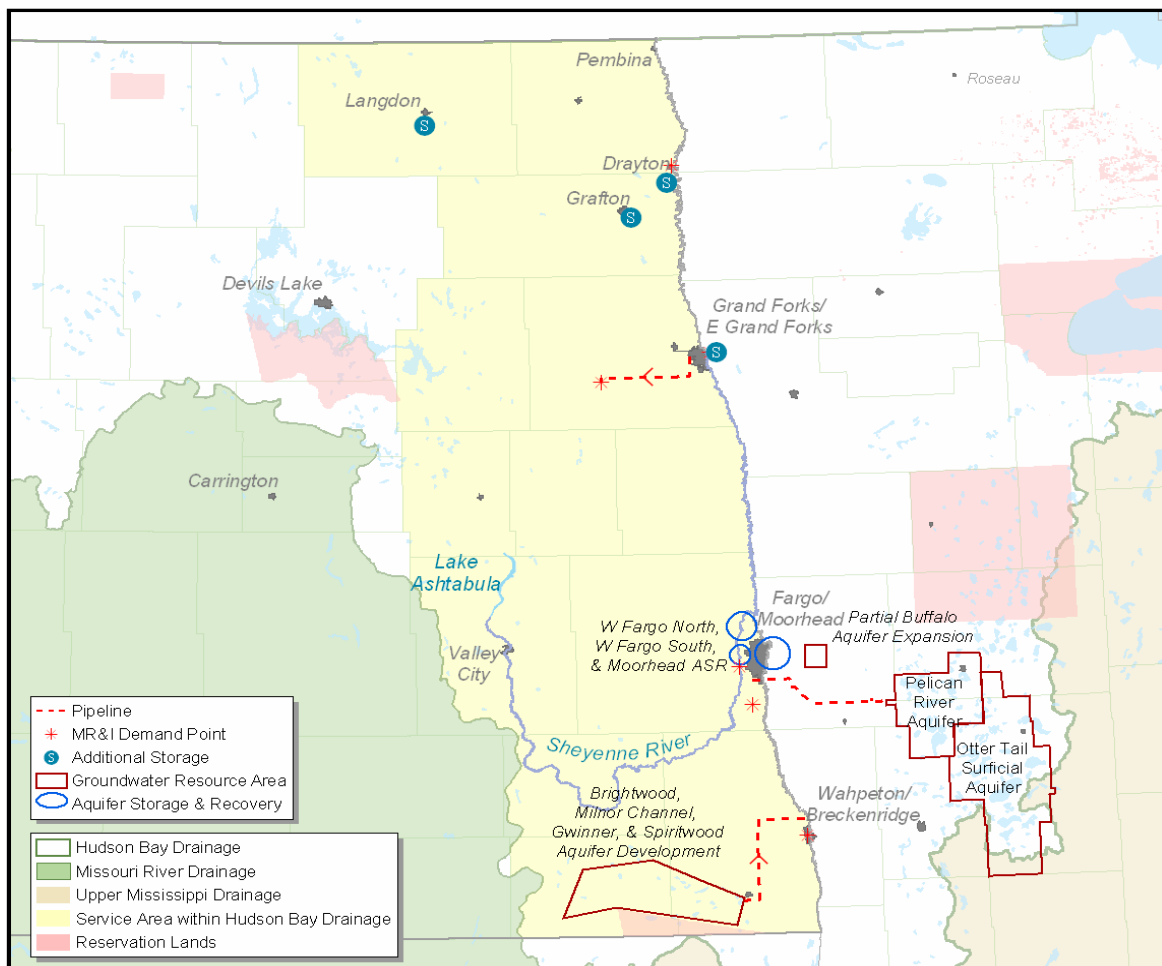 Pembina
Roseau
Langdon
S
Drayton
S
Grafton
S
Devils Lake
Grand Forks/
E Grand Forks
S
Carrington
Lake
Ashtabula
Fargo/
Moorhead
W Fargo North,
W Fargo South,
& Moorhead ASR
Partial Buffalo
Aquifer Expansion
Valley
City
Pelican
River
Aquifer
Sheyenne River
Otter Tail
Surficial
Aquifer
Brightwood,
Milnor Channel,
Gwinner, & Spiritwood
Aquifer Development
Wahpeton/
Breckenridge
Pipeline
MR&I Demand Point
S Additional Storage
Groundwater Resource Area
Aquifer Storage & Recovery
Hudson Bay Drainage
Missouri River Drainage
Upper Mississippi Drainage
Service Area within Hudson Bay Drainage
Reservation Lands